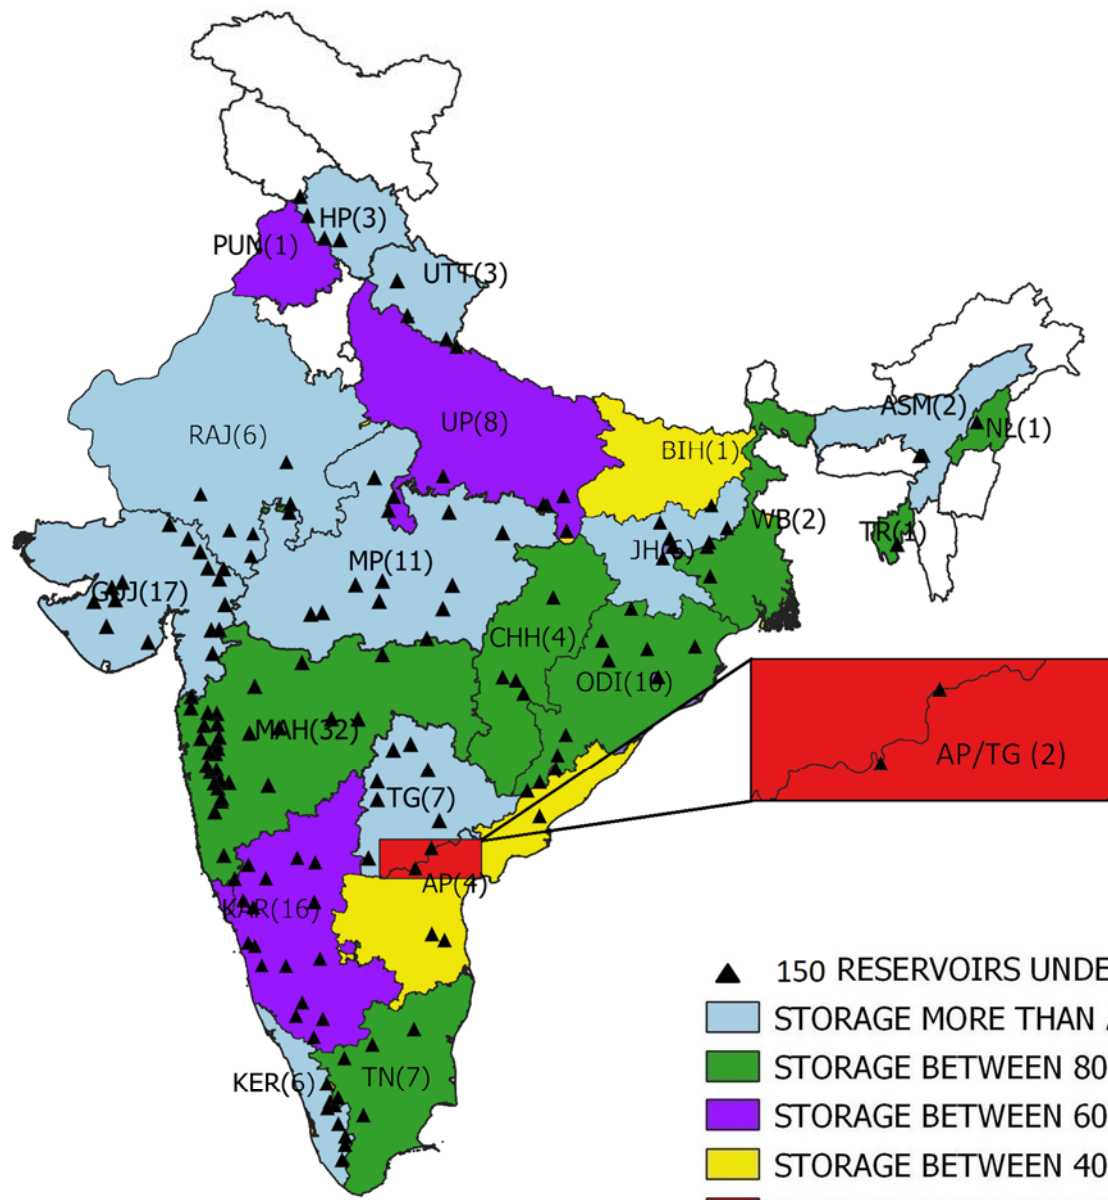 HP(3)
PUN(1)
UTT(3)
UP(8)
RAJ(6)
BIH(1)
ASM(2)
NL(1)
WB(2)
TR(1)
JH(6)
MP(11)
GUJ(17)
CHH(4)
ODI(10)
MAH(32)
AP/TG (2)
TG(7)
AP(4)
KAR(16)
KER(6)
TN(7)
150 RESERVOIRS UNDE
STORAGE MORE THAN
STORAGE BETWEEN 80
STORAGE BETWEEN 60
STORAGE BETWEEN 40